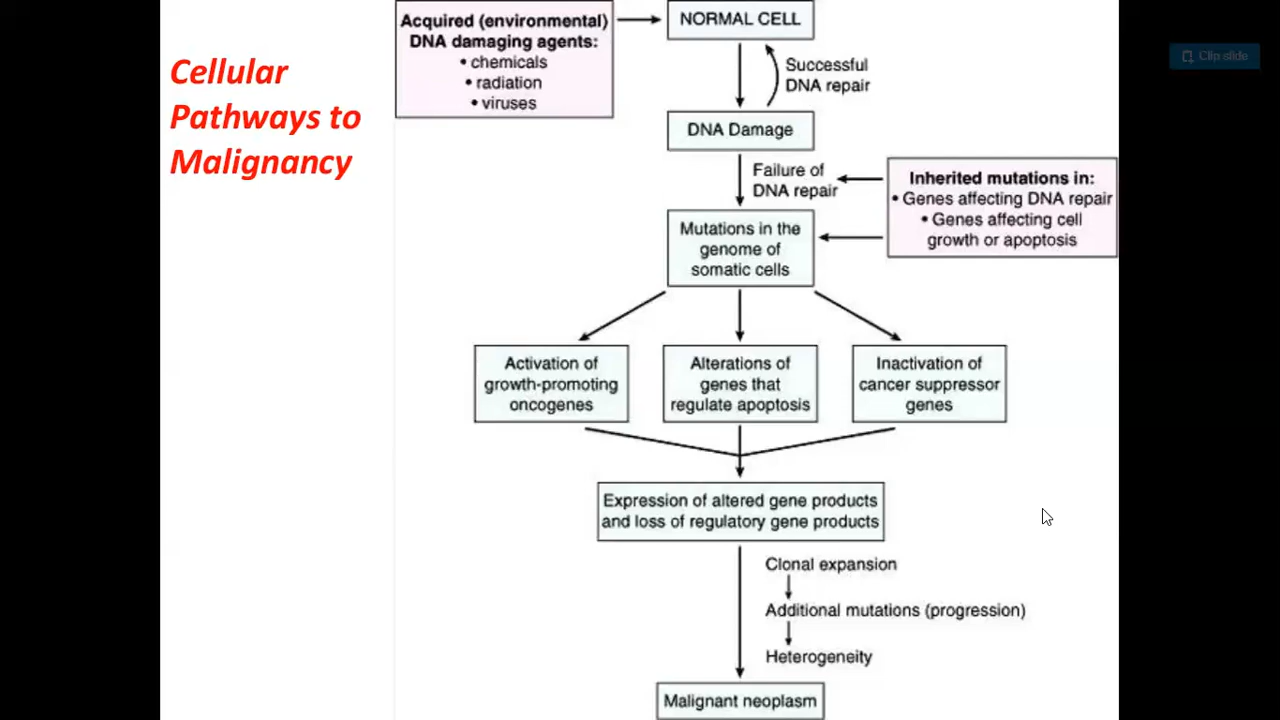 Cellular
Pathways to
Malignancy
Acquired (environmental)
DNA damaging agents:
• chemicals
• radiation
• viruses
NORMAL CELL
Successful
DNA repair
Clip slide
DNA Damage
Failure of
DNA repair
Inherited mutations in:
• Genes affecting DNA repair
• Genes affecting cell
growth or apoptosis
Mutations in the
genome of
somatic cells
Activation of
growth-promoting
oncogenes
Alterations of
genes that
regulate apoptosis
Inactivation of
cancer suppressor
genes
Expression of altered gene products
and loss of regulatory gene products
Clonal expansion
Additional mutations (progression)
Heterogeneity
Malignant neoplasm